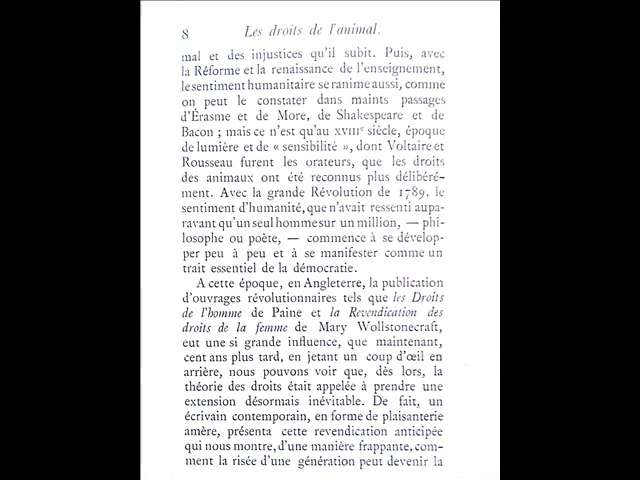 8 Les droits de l'animal.
mal et des injustices qu'il subit. Puis, avec
la Réforme et la renaissance de l'enseignement,
le sentiment humanitaire se ranime aussi, comme
on peut le constater dans maints passages
d'Érasme et de More, de Shakespeare et de
Bacon ; mais ce n'est qu'au XVIIIe siècle, époque
de lumière et de « sensibilité », dont Voltaire et
Rousseau furent les orateurs, que les droits
des animaux ont été reconnus plus délibéré-
ment. Avec la grande Révolution de 1789. le
sentiment d'humanité, que n'avait ressenti aupa-
ravant qu'un seul homme sur un million, — phi-
losophe ou poète, — commence à se dévelop-
per peu à peu et à se manifester comme un
trait essentiel de la démocratie.
A cette époque, en Angleterre, la publication
d'ouvrages révolutionnaires tels que les Droits
de l'homme de Paine et la Revendication des
droits de la femme de Mary Wollstonecraft,
eut une si grande influence, que maintenant,
cent ans plus tard, en jetant un coup d'œil en
arrière, nous pouvons voir que, dès lors, la
théorie des droits était appelée à prendre une
extension désormais inévitable. De fait, un
écrivain contemporain, en forme de plaisanterie
amère, présenta cette revendication anticipée
qui nous montre, d'une manière frappante, com-
ment la risée d'une génération peut devenir la